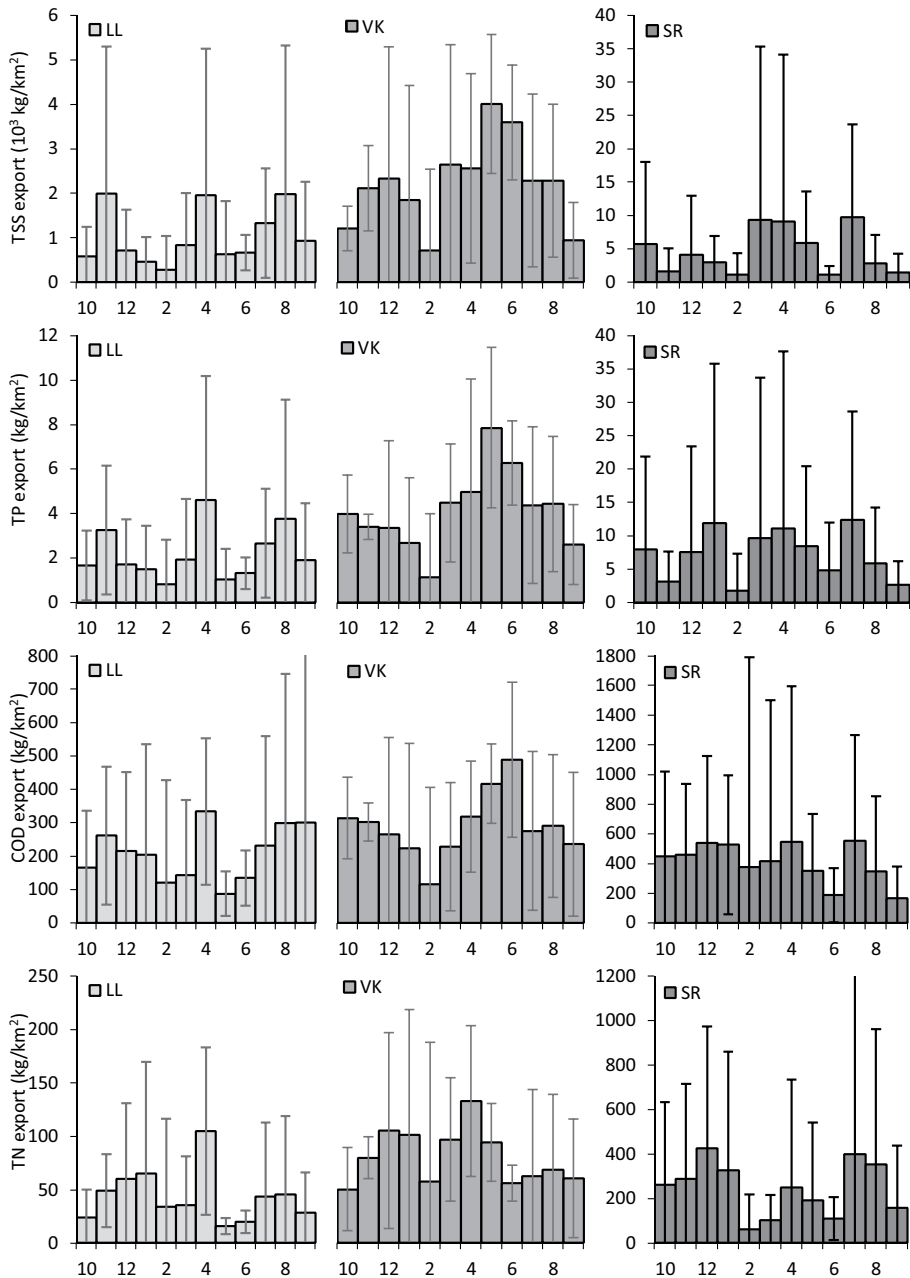 TSS export (10³ kg/km²)
LL
6
5
4
3
2
1
0
10 12 2 4 6 8
VK
10 12 2 4 6 8
SR
40
35
30
25
20
15
10
5
0
10 12 2 4 6 8
TP export (kg/km²)
LL
12
10
8
6
4
2
0
10 12 2 4 6 8
VK
10 12 2 4 6 8
SR
40
35
30
25
20
15
10
5
0
10 12 2 4 6 8
COD export (kg/km²)
LL
800
700
600
500
400
300
200
100
0
10 12 2 4 6 8
VK
10 12 2 4 6 8
SR
1800
1600
1400
1200
1000
800
600
400
200
0
10 12 2 4 6 8
TN export (kg/km²)
LL
250
200
150
100
50
0
10 12 2 4 6 8
VK
10 12 2 4 6 8
SR
1200
1000
800
600
400
200
0
10 12 2 4 6 8